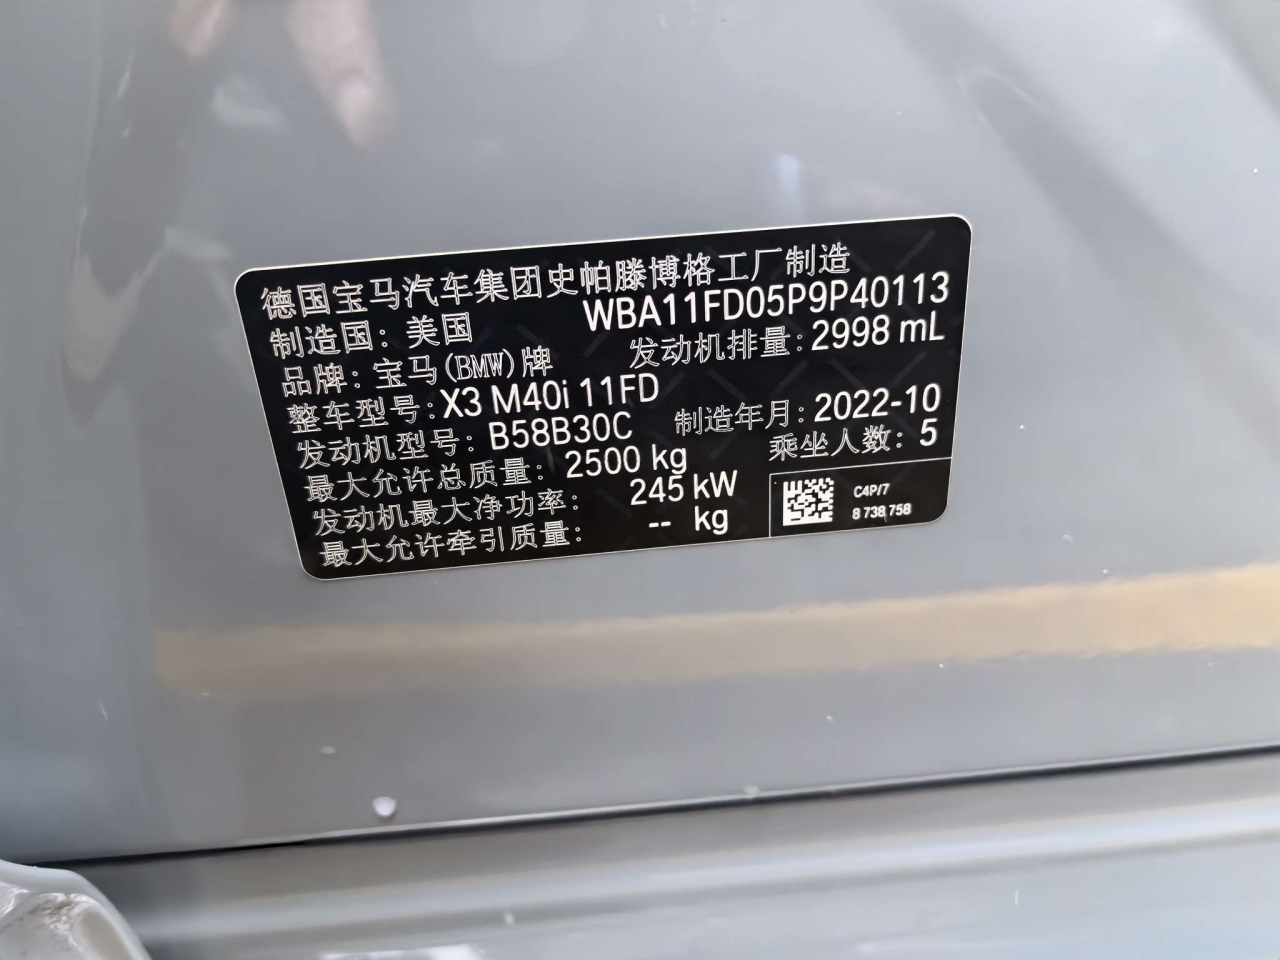 德国宝马汽车集团史帕滕博格工厂制造
制造国：美国 WBA11FD05P9P40113
品牌：宝马(BMW)牌 发动机排量：2998 mL
整车型号：X3 M40i 11FD
发动机型号：B58B30C 制造年月：2022-10
最大允许总质量：2500 kg 乘坐人数：5
发动机最大净功率：245 kW
最大允许牵引质量：-- kg
C4P/7
8 738 758